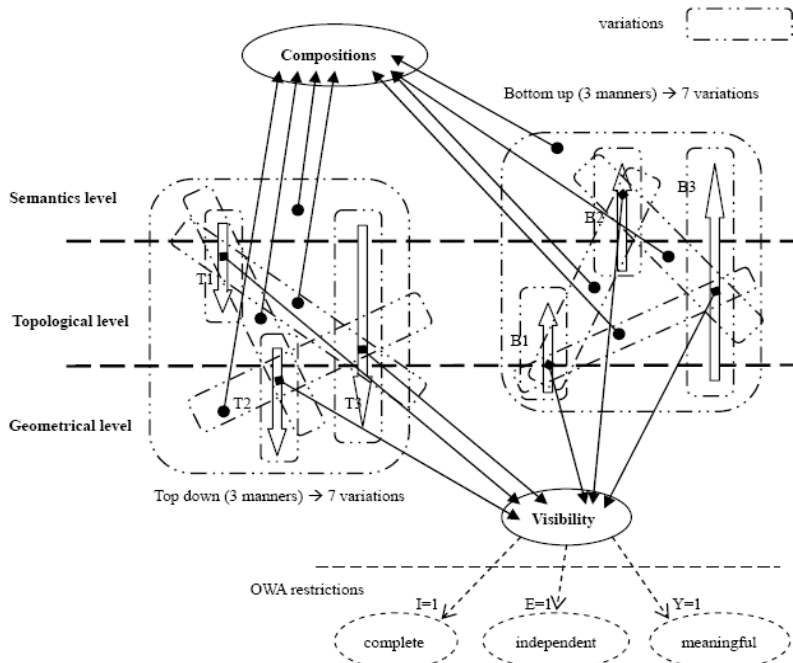 variations
Compositions
Bottom up (3 manners) → 7 variations
Semantics level
B3
B2
T1
Topological level
B1
T2
T3
Geometrical level
Top down (3 manners) → 7 variations
Visibility
OWA restrictions
I=1
E=1
Y=1
complete
independent
meaningful